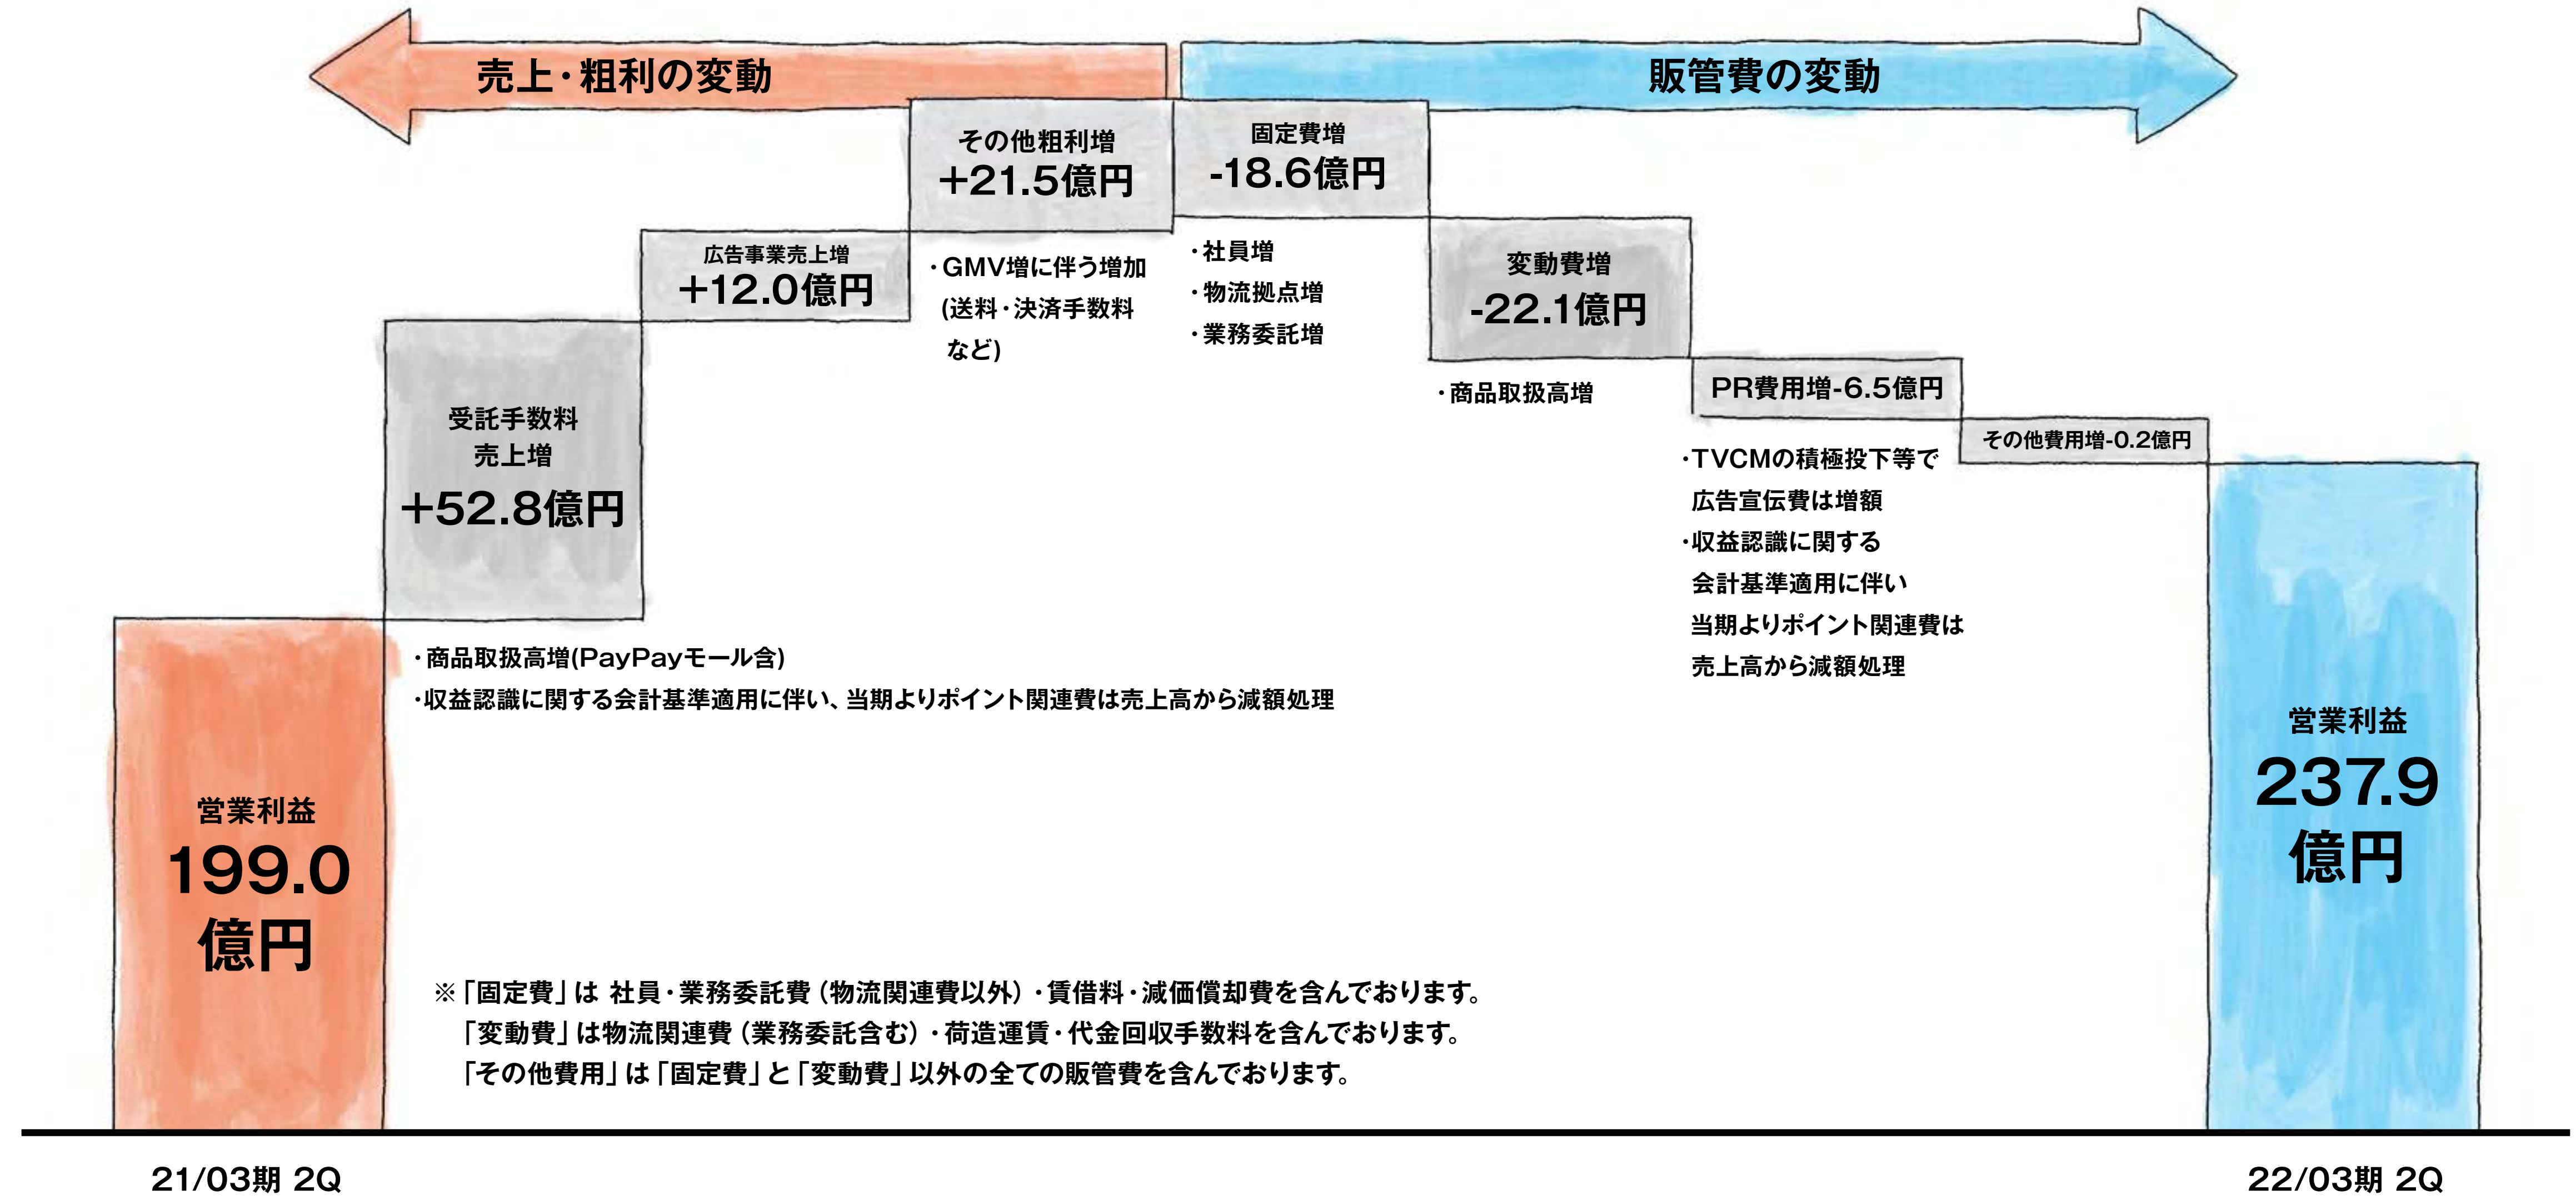 売上・粗利の変動
販管費の変動
その他粗利増
+21.5億円
・GMV増に伴う増加
(送料・決済手数料
など)
固定費増
-18.6億円
・社員増
・物流拠点増
・業務委託増
広告事業売上増
+12.0億円
変動費増
-22.1億円
・商品取扱高増
受託手数料
売上増
+52.8億円
・商品取扱高増(PayPayモール含)
・収益認識に関する会計基準適用に伴い、当期よりポイント関連費は売上高から減額処理
PR費用増-6.5億円
・TVCMの積極投下等で
広告宣伝費は増額
・収益認識に関する
会計基準適用に伴い
当期よりポイント関連費は
売上高から減額処理
その他費用増-0.2億円
営業利益
199.0
億円
営業利益
237.9
億円
※「固定費」は 社員・業務委託費（物流関連費以外）・賃借料・減価償却費を含んでおります。
「変動費」は物流関連費（業務委託含む）・荷造運賃・代金回収手数料を含んでおります。
「その他費用」は「固定費」と「変動費」以外の全ての販管費を含んでおります。
21/03期 2Q
22/03期 2Q